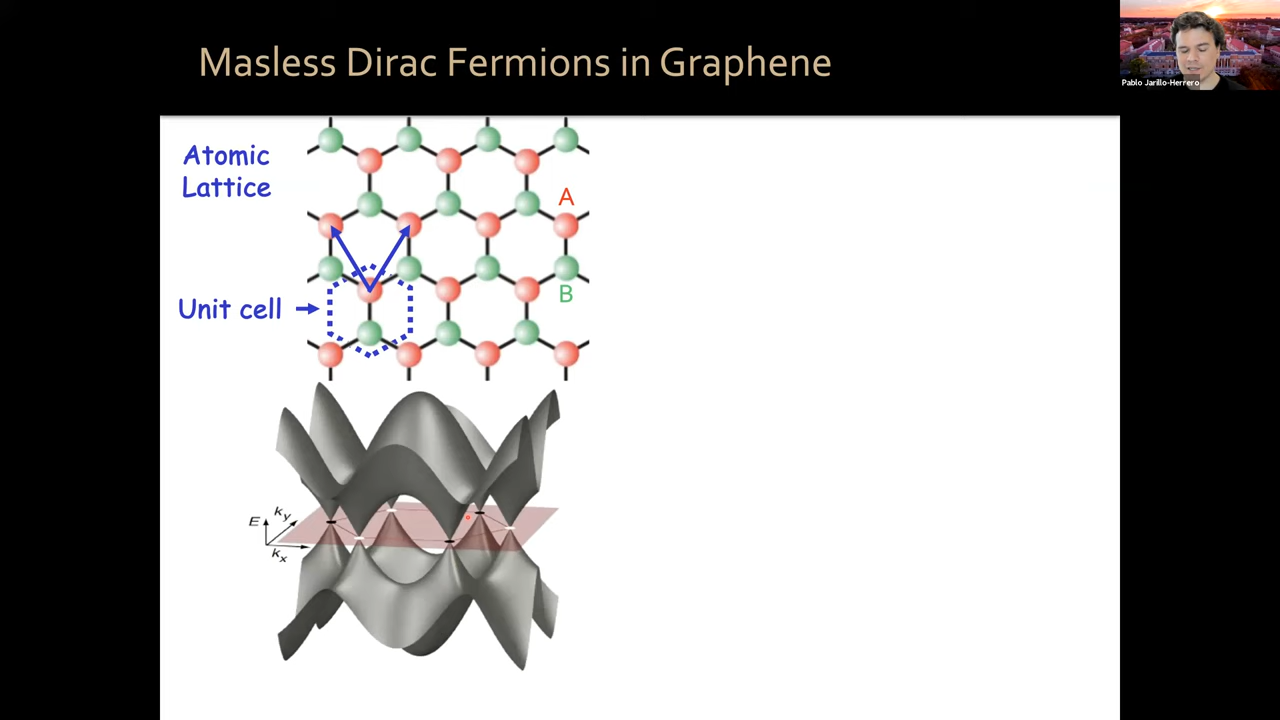 Masless Dirac Fermions in Graphene
Pablo Jarillo-Herrero
Atomic
Lattice
A
B
Unit cell
E
ky
kx